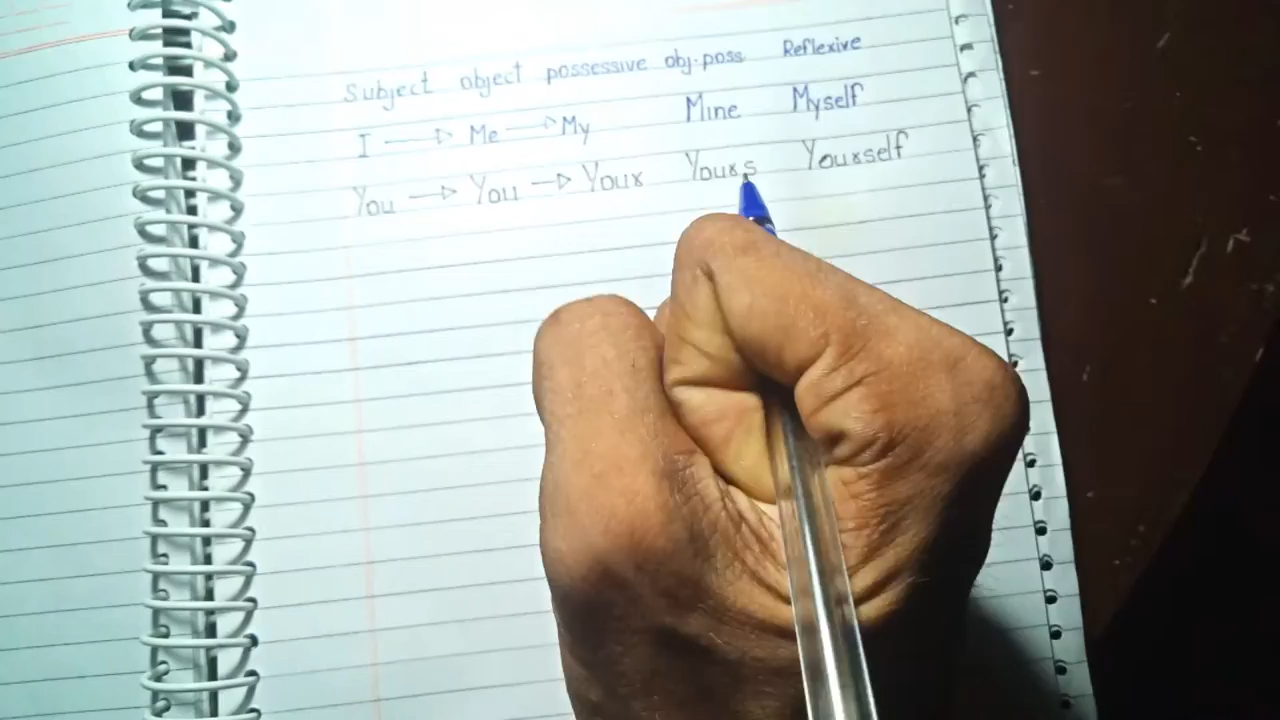 Subject object possessive obj.poss Reflexive
I → Me → My Mine Myself
You → You → Your Yours Yourself